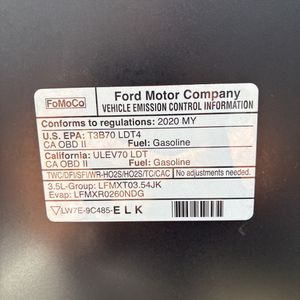 FoMoCo
Ford Motor Company
VEHICLE EMISSION CONTROL INFORMATION
Conforms to regulations: 2020 MY
U.S. EPA: T3B70 LDT4
CA OBD II Fuel: Gasoline
California: ULEV70 LDT
CA OBD II Fuel: Gasoline
TWC/DFI/SFI/WR-HO2S/HO2S/TC/CAC No adjustments needed.
3.5L-Group: LFMXT03.54JK
Evap: LFMXR0260NDG
LW7E-9C485-ELK